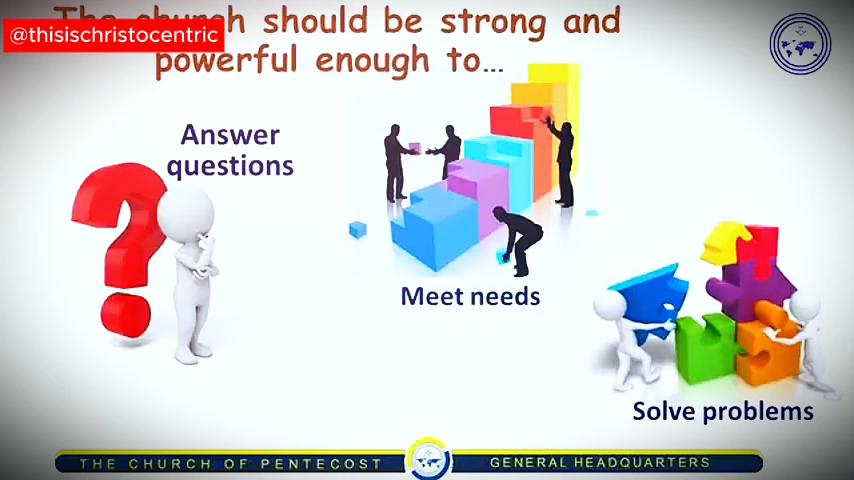 The church should be strong and
@thisischristocentric
powerful enough to...
Answer
questions
Meet needs
Solve problems
THE CHURCH OF PENTECOST
GENERAL HEADQUARTERS